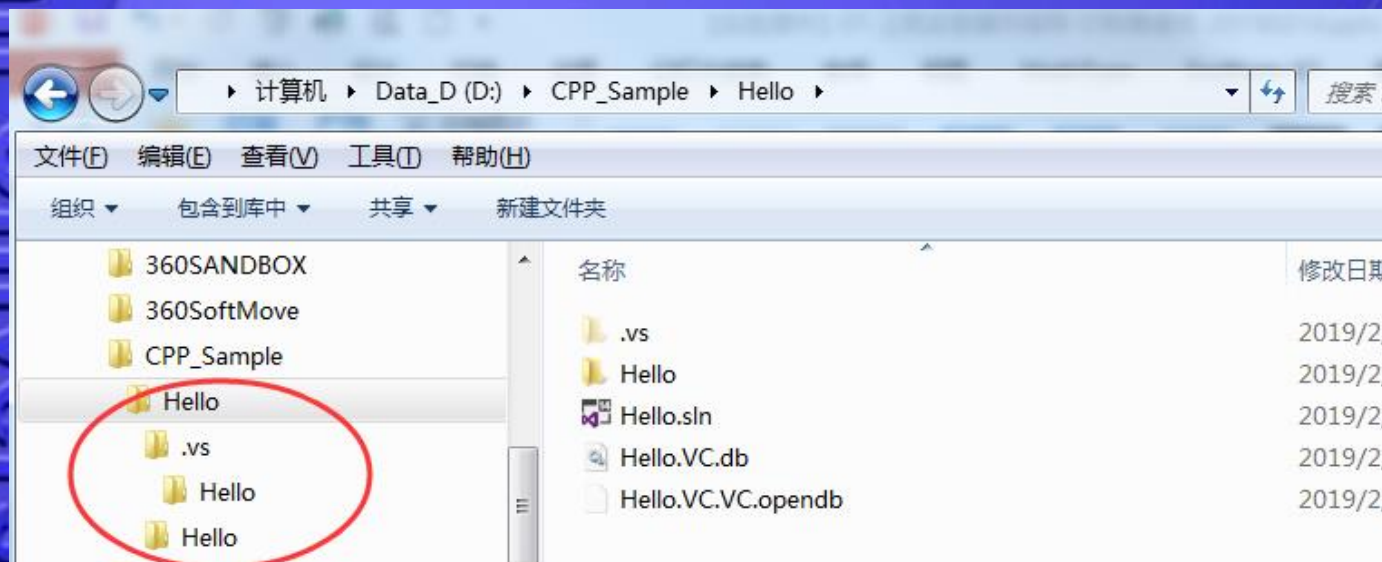 计算机 Data_D (D:) CPP_Sample Hello 搜索
文件(F) 编辑(E) 查看(V) 工具(T) 帮助(H)
组织 包含到库中 共享 新建文件夹
360SANDBOX
360SoftMove
CPP_Sample
Hello
.vs
Hello
Hello
名称 修改日期
.vs 2019/2
Hello 2019/2
Hello.sln 2019/2
Hello.VC.db 2019/2
Hello.VC.VC.opendb 2019/2